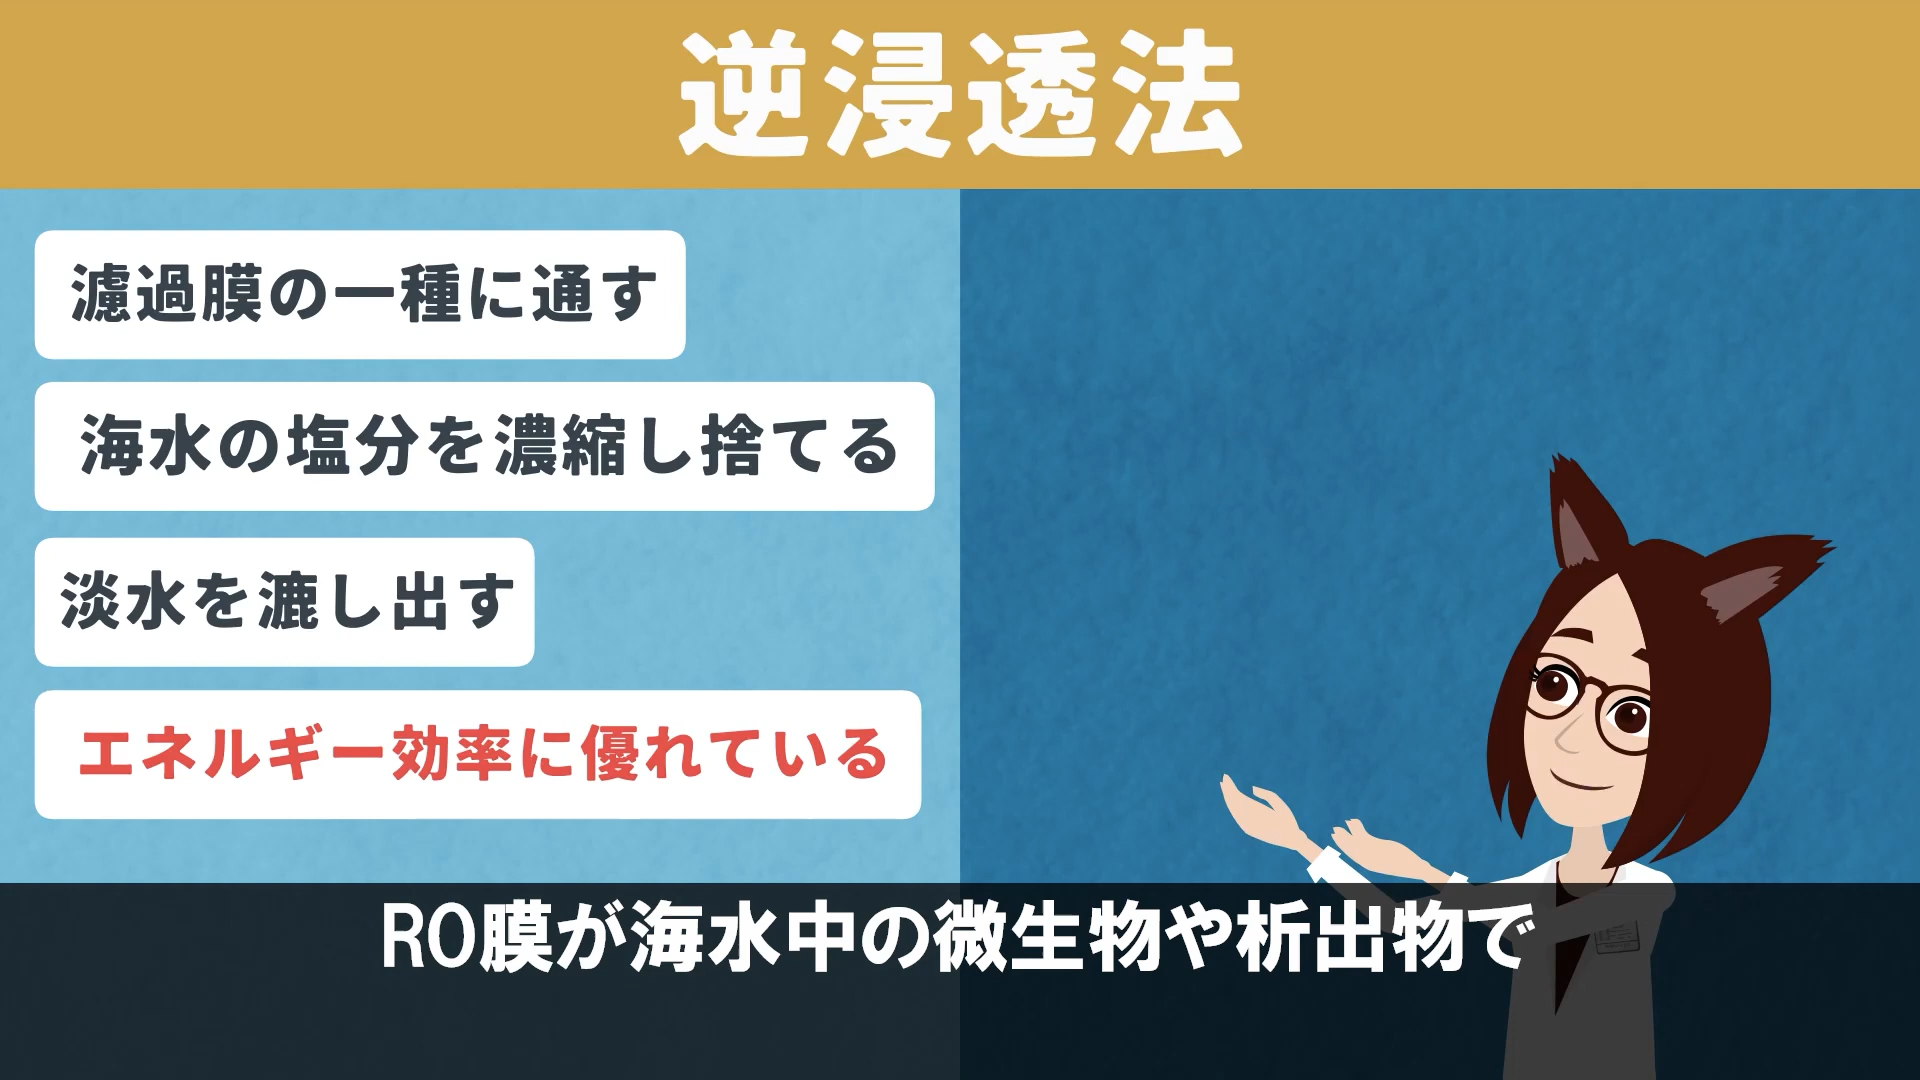 逆浸透法
濾過膜の一種に通す
海水の塩分を濃縮し捨てる
淡水を漉し出す
エネルギー効率に優れている
RO膜が海水中の微生物や析出物で